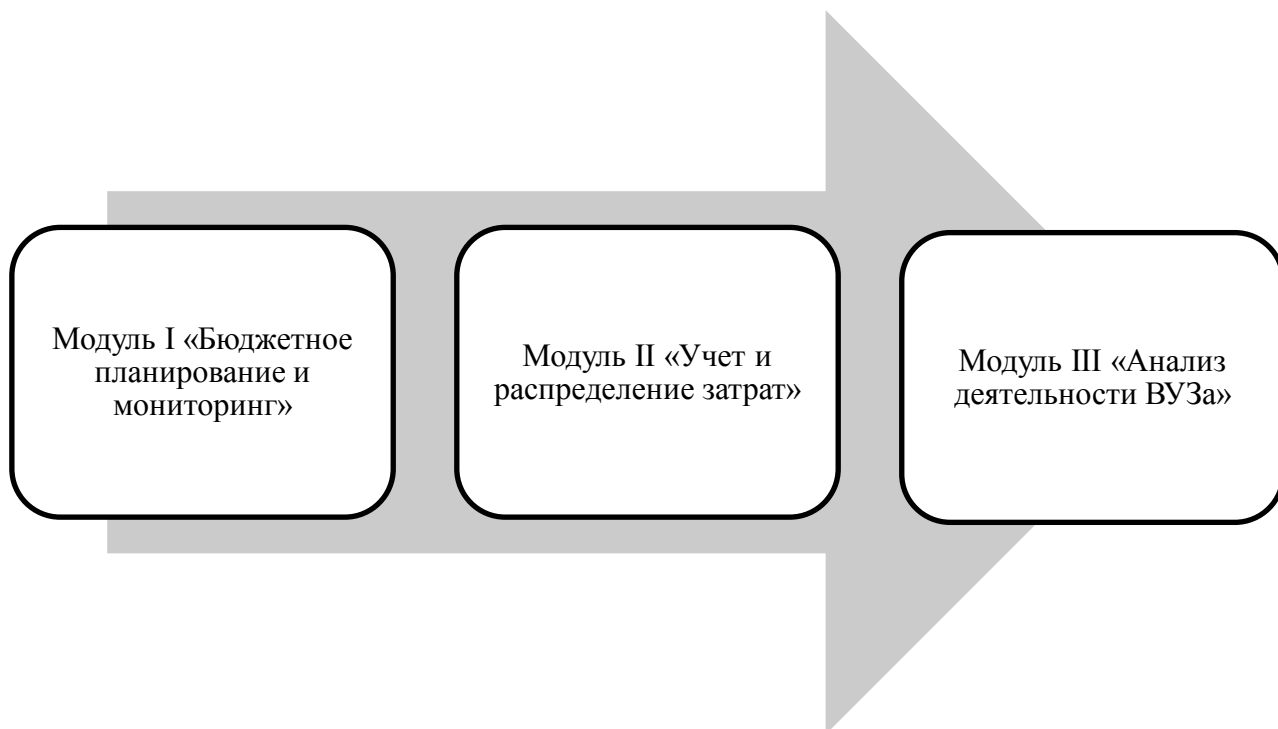 Модуль I «Бюджетное
планирование и
мониторинг»
Модуль II «Учет и
распределение затрат»
Модуль III «Анализ
деятельности ВУЗа»